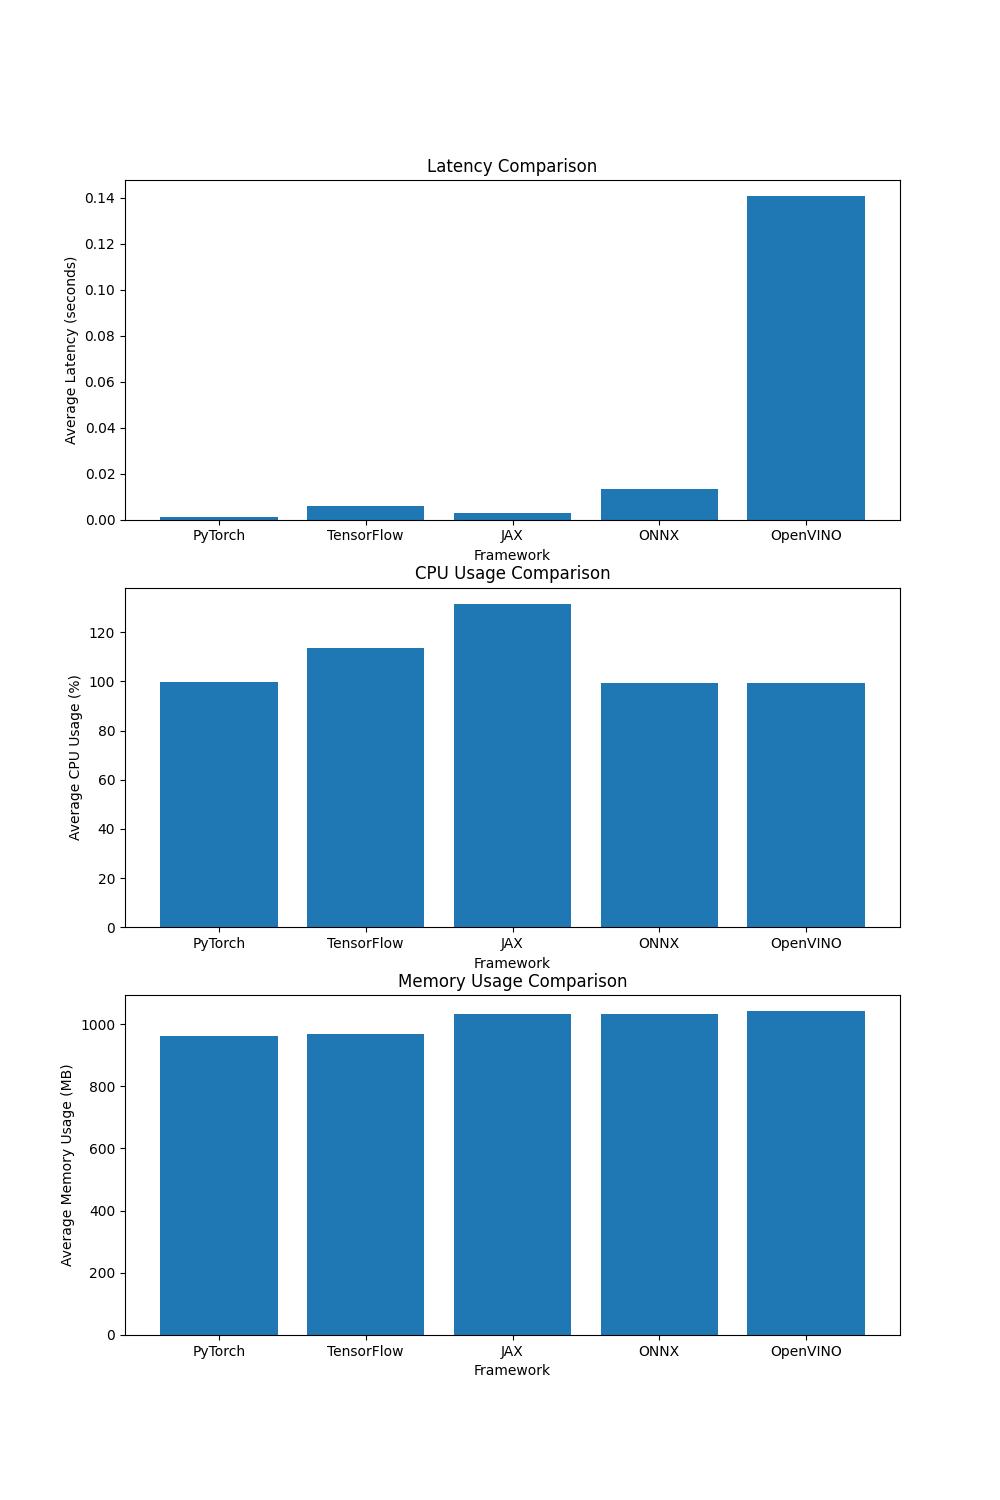 Latency Comparison
0.14
0.12
0.10
0.08
0.06
0.04
0.02
0.00
Average Latency (seconds)
PyTorch TensorFlow JAX ONNX OpenVINO
Framework
CPU Usage Comparison
120
100
80
60
40
20
0
Average CPU Usage (%)
PyTorch TensorFlow JAX ONNX OpenVINO
Framework
Memory Usage Comparison
1000
800
600
400
200
0
Average Memory Usage (MB)
PyTorch TensorFlow JAX ONNX OpenVINO
Framework